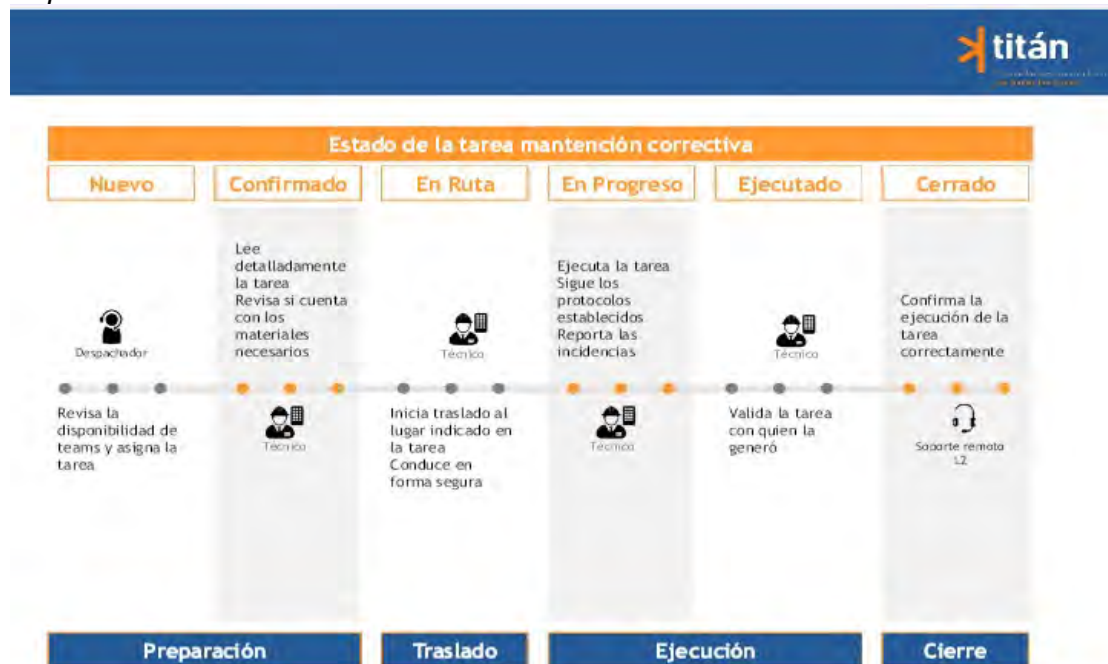 titán
Estado de la tarea mantención correctiva
Nuevo
Confirmado
En Ruta
En Progreso
Ejecutado
Cerrado
Despachador
Revisa la
disponibilidad de
teams y asigna la
tarea
Lee
detalladamente
la tarea
Revisa si cuenta
con los
materiales
necesarios
Técnico
Técnico
Inicia traslado al
lugar indicado en
la tarea
Conduce en
forma segura
Ejecuta la tarea
Sigue los
protocolos
establecidos
Reporta las
incidencias
Técnico
Técnico
Valida la tarea
con quien la
generó
Confirma la
ejecución de la
tarea
correctamente
Soporte remoto
L2
Preparación
Traslado
Ejecución
Cierre